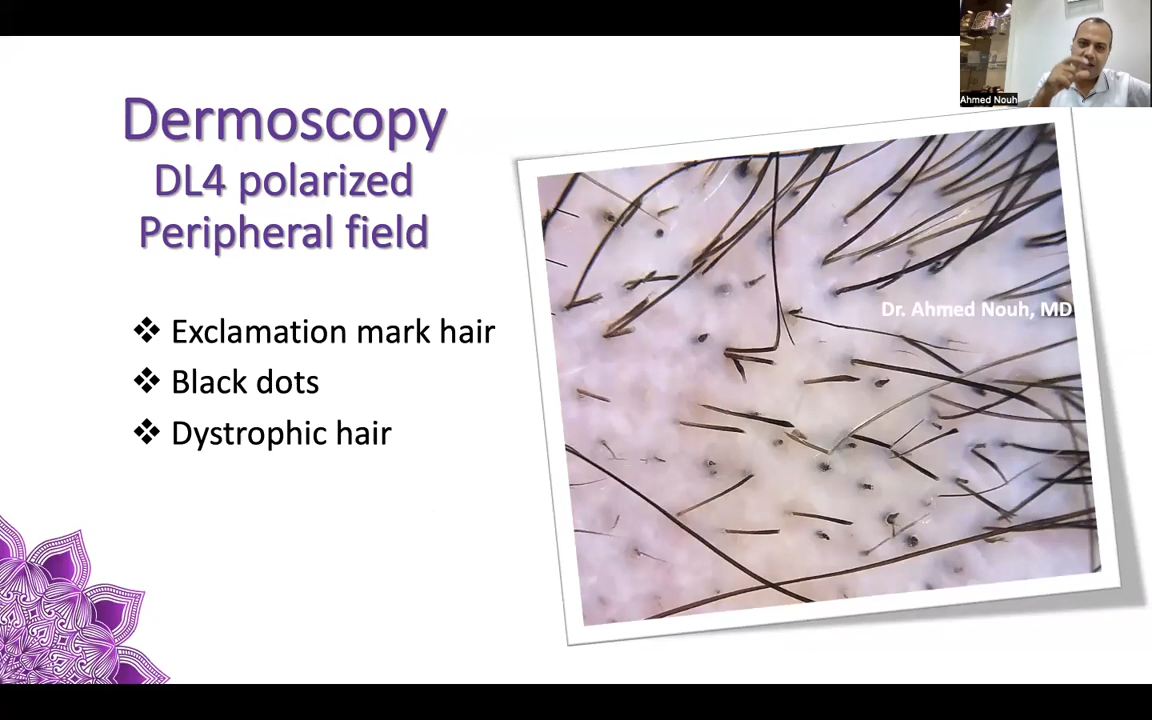 Ahmed Nouh
Dermoscopy
DL4 polarized
Peripheral field
Dr. Ahmed Nouh, MD
❖ Exclamation mark hair
❖ Black dots
❖ Dystrophic hair